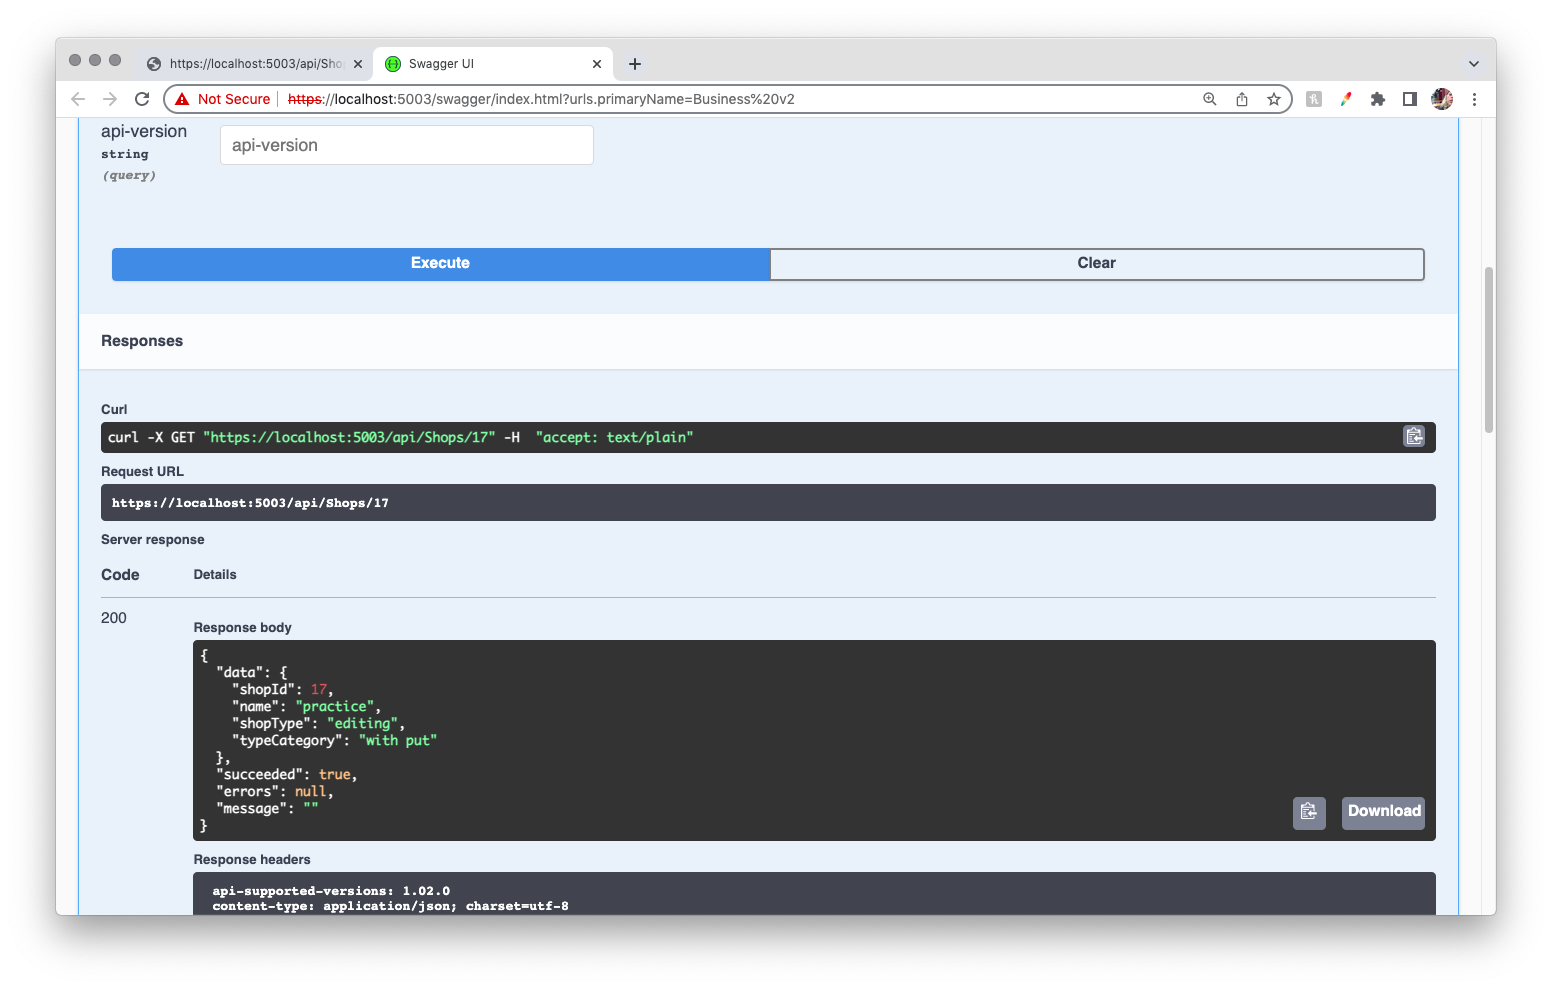 https://localhost:5003/api/Sho
Swagger UI
Not Secure
https://localhost:5003/swagger/index.html?urls.primaryName=Business%20v2
api-version
string
(query)
api-version
Execute
Clear
Responses
Curl
curl -X GET "https://localhost:5003/api/Shops/17" -H  "accept: text/plain"
Request URL
https://localhost:5003/api/Shops/17
Server response
Code
Details
200
Response body
{
  "data": {
    "shopId": 17,
    "name": "practice",
    "shopType": "editing",
    "typeCategory": "with put"
  },
  "succeeded": true,
  "errors": null,
  "message": ""
}
Download
Response headers
api-supported-versions: 1.02.0
content-type: application/json; charset=utf-8